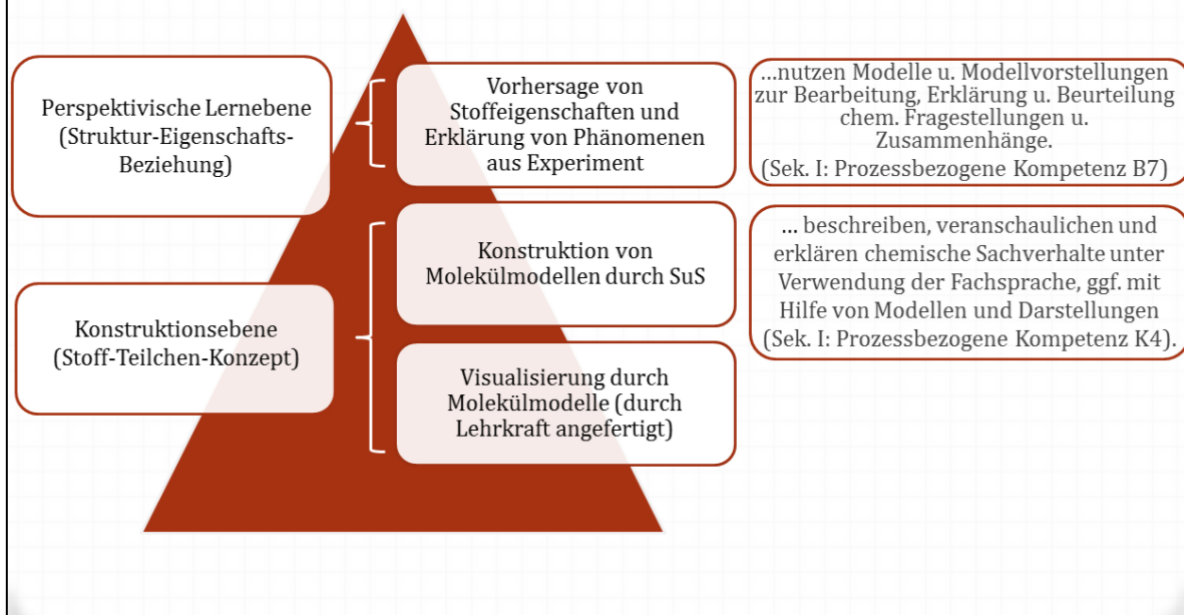 Perspektivische Lernebene
(Struktur-Eigenschafts-
Beziehung)
Vorhersage von
Stoffeigenschaften und
Erklärung von Phänomenen
aus Experiment
...nutzen Modelle u. Modellvorstellungen
zur Bearbeitung, Erklärung u. Beurteilung
chem. Fragestellungen u.
Zusammenhänge.
(Sek. I: Prozessbezogene Kompetenz B7)
Konstruktionsebene
(Stoff-Teilchen-Konzept)
Konstruktion von
Molekülmodellen durch SuS
... beschreiben, veranschaulichen und
erklären chemische Sachverhalte unter
Verwendung der Fachsprache, ggf. mit
Hilfe von Modellen und Darstellungen
(Sek. I: Prozessbezogene Kompetenz K4).
Visualisierung durch
Molekülmodelle (durch
Lehrkraft angefertigt)